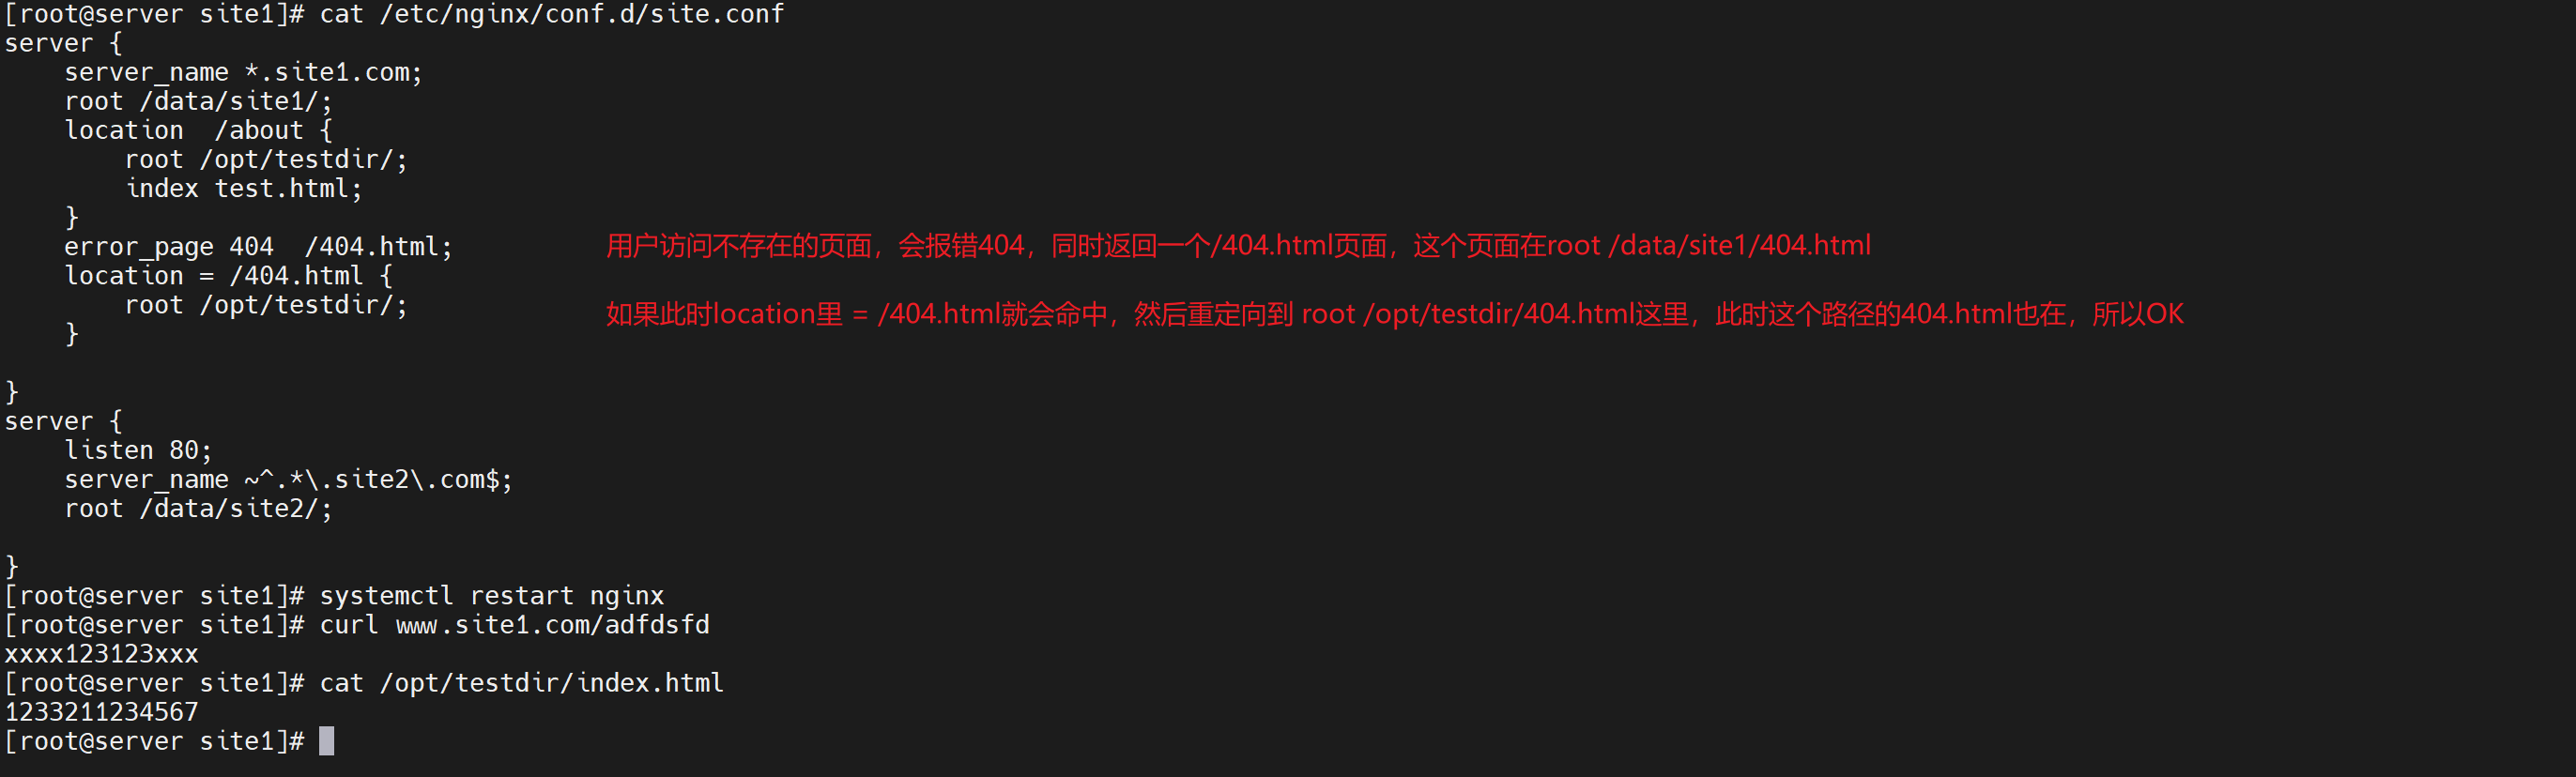 [root@server site1]# cat /etc/nginx/conf.d/site.conf
server {
    server_name *.site1.com;
    root /data/site1/;
    location  /about {
        root /opt/testdir/;
        index test.html;
    }
    error_page 404  /404.html;
用户访问不存在的页面，会报错404，同时返回一个/404.html页面，这个页面在root /data/site1/404.html
    location = /404.html {
        root /opt/testdir/;
如果此时location里 = /404.html就会命中，然后重定向到 root /opt/testdir/404.html这里，此时这个路径的404.html也在，所以OK
    }
}
server {
    listen 80;
    server_name ~^.*\.site2\.com$;
    root /data/site2/;
}
[root@server site1]# systemctl restart nginx
[root@server site1]# curl www.site1.com/adfdsfd
xxxx123123xxx
[root@server site1]# cat /opt/testdir/index.html
1233211234567
[root@server site1]#